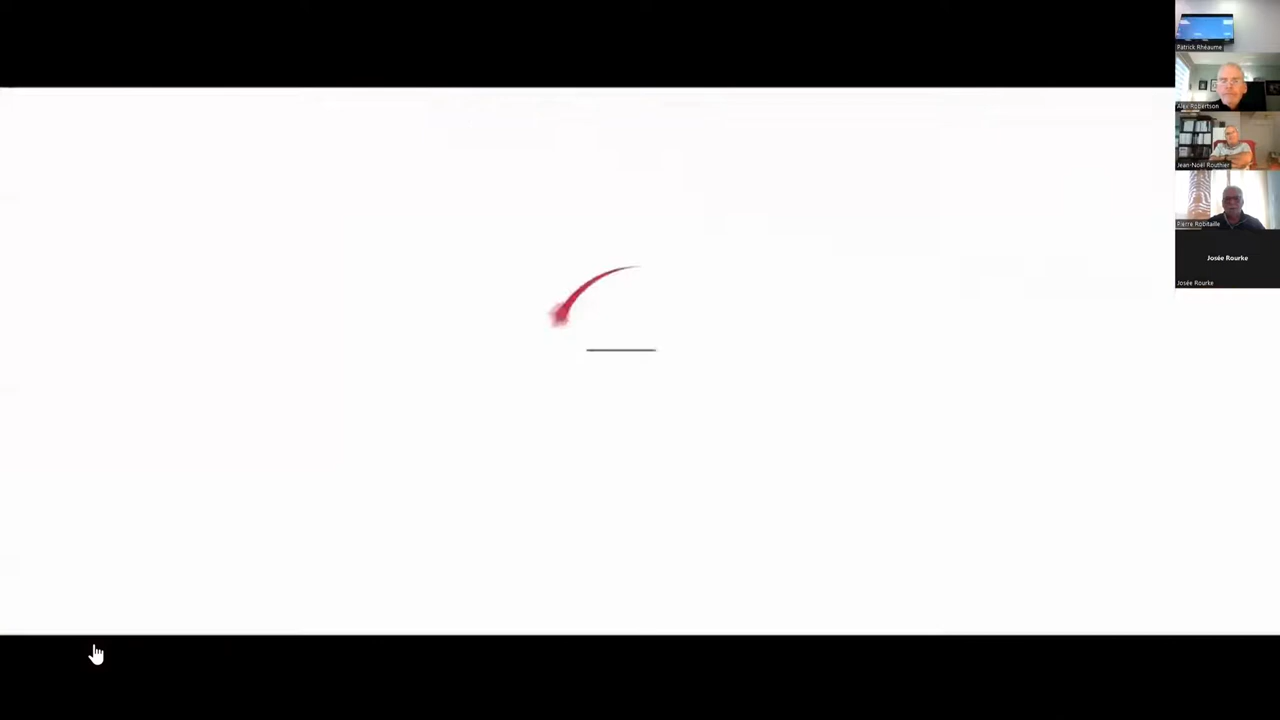 Patrick Rhéaume
Alex Robertson
Jean-Noël Routhier
Pierre Robitaille
Josée Rourke
Josée Rourke